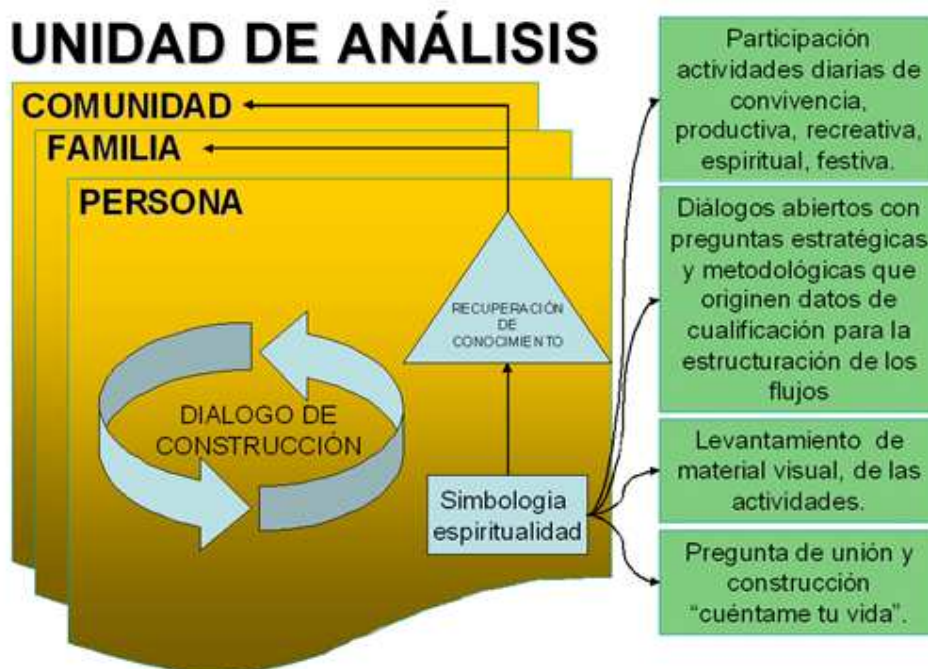 UNIDAD DE ANÁLISIS
COMUNIDAD
FAMILIA
PERSONA
RECUPERACIÓN
DE
CONOCIMIENTO
DIALOGO DE
CONSTRUCCIÓN
Simbología
espiritualidad
Participación
actividades diarias de
convivencia,
productiva, recreativa,
espiritual, festiva.
Diálogos abiertos con
preguntas estratégicas
y metodológicas que
originen datos de
cualificación para la
estructuración de los
flujos
Levantamiento de
material visual, de las
actividades.
Pregunta de unión y
construcción
“cuéntame tu vida”.